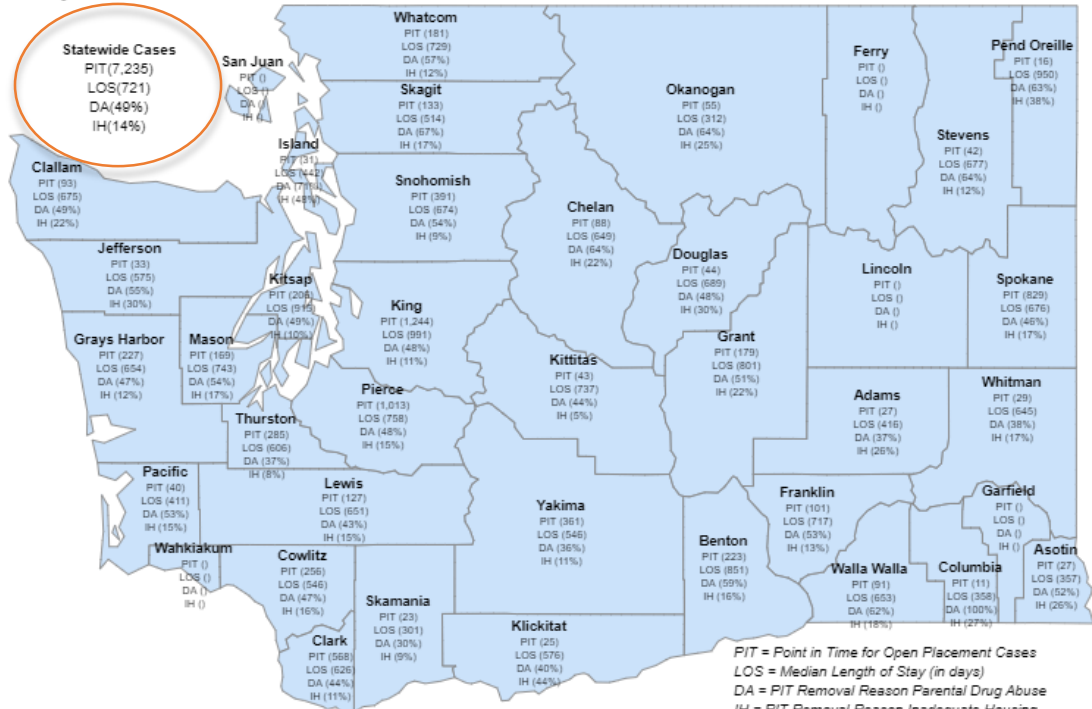 Statewide Cases
PIT(7,235)
LOS(721)
DA(49%)
IH(14%)
San Juan
PIT ()
LOS ()
DA ()
IH ()
Whatcom
PIT (181)
LOS (729)
DA (57%)
IH (12%)
Skagit
PIT (133)
LOS (514)
DA (67%)
IH (17%)
Island
PIT (31)
LOS (442)
DA (71%)
IH (48%)
Okanogan
PIT (55)
LOS (312)
DA (64%)
IH (25%)
Ferry
PIT ()
LOS ()
DA ()
IH ()
Pend Oreille
PIT (16)
LOS (950)
DA (63%)
IH (38%)
Stevens
PIT (42)
LOS (677)
DA (64%)
IH (12%)
Clallam
PIT (93)
LOS (675)
DA (49%)
IH (22%)
Snohomish
PIT (391)
LOS (674)
DA (54%)
IH (9%)
Chelan
PIT (88)
LOS (649)
DA (64%)
IH (22%)
Jefferson
PIT (33)
LOS (575)
DA (55%)
IH (30%)
Douglas
PIT (44)
LOS (689)
DA (48%)
IH (30%)
Lincoln
PIT ()
LOS ()
DA ()
IH ()
Spokane
PIT (829)
LOS (676)
DA (46%)
IH (17%)
Kitsap
LOS (915)
DA (49%)
IH (10%)
King
PIT (1,244)
LOS (991)
DA (48%)
IH (11%)
Grays Harbor
PIT (227)
LOS (654)
DA (47%)
IH (12%)
Mason
PIT (169)
LOS (743)
DA (54%)
IH (17%)
Grant
PIT (179)
LOS (801)
DA (51%)
IH (22%)
Kittitas
PIT (43)
LOS (737)
DA (44%)
IH (5%)
Pierce
PIT (1,013)
LOS (758)
DA (48%)
IH (15%)
Adams
PIT (27)
LOS (416)
DA (37%)
IH (26%)
Whitman
PIT (29)
LOS (645)
DA (38%)
IH (17%)
Thurston
PIT (285)
LOS (606)
DA (37%)
IH (8%)
Pacific
PIT (40)
LOS (411)
DA (53%)
IH (15%)
Lewis
PIT (127)
LOS (651)
DA (43%)
IH (15%)
Yakima
PIT (361)
LOS (546)
DA (36%)
IH (11%)
Franklin
PIT (101)
LOS (717)
DA (53%)
IH (13%)
Garfield
PIT ()
LOS ()
DA ()
IH ()
Benton
PIT (223)
LOS (851)
DA (59%)
IH (16%)
Wahkiakum
PIT ()
LOS ()
DA ()
IH ()
Cowlitz
PIT (256)
LOS (546)
DA (47%)
IH (16%)
Walla Walla
PIT (91)
LOS (653)
DA (62%)
IH (18%)
Columbia
PIT (11)
LOS (358)
DA (100%)
IH (27%)
Asotin
PIT (27)
LOS (357)
DA (52%)
IH (26%)
Skamania
PIT (23)
LOS (301)
DA (30%)
IH (9%)
Klickitat
PIT (25)
LOS (576)
DA (40%)
IH (44%)
Clark
PIT (568)
LOS (626)
DA (44%)
IH (11%)
PIT = Point in Time for Open Placement Cases
LOS = Median Length of Stay (in days)
DA = PIT Removal Reason Parental Drug Abuse
IH = PIT Removal Reason Inadequate Housing